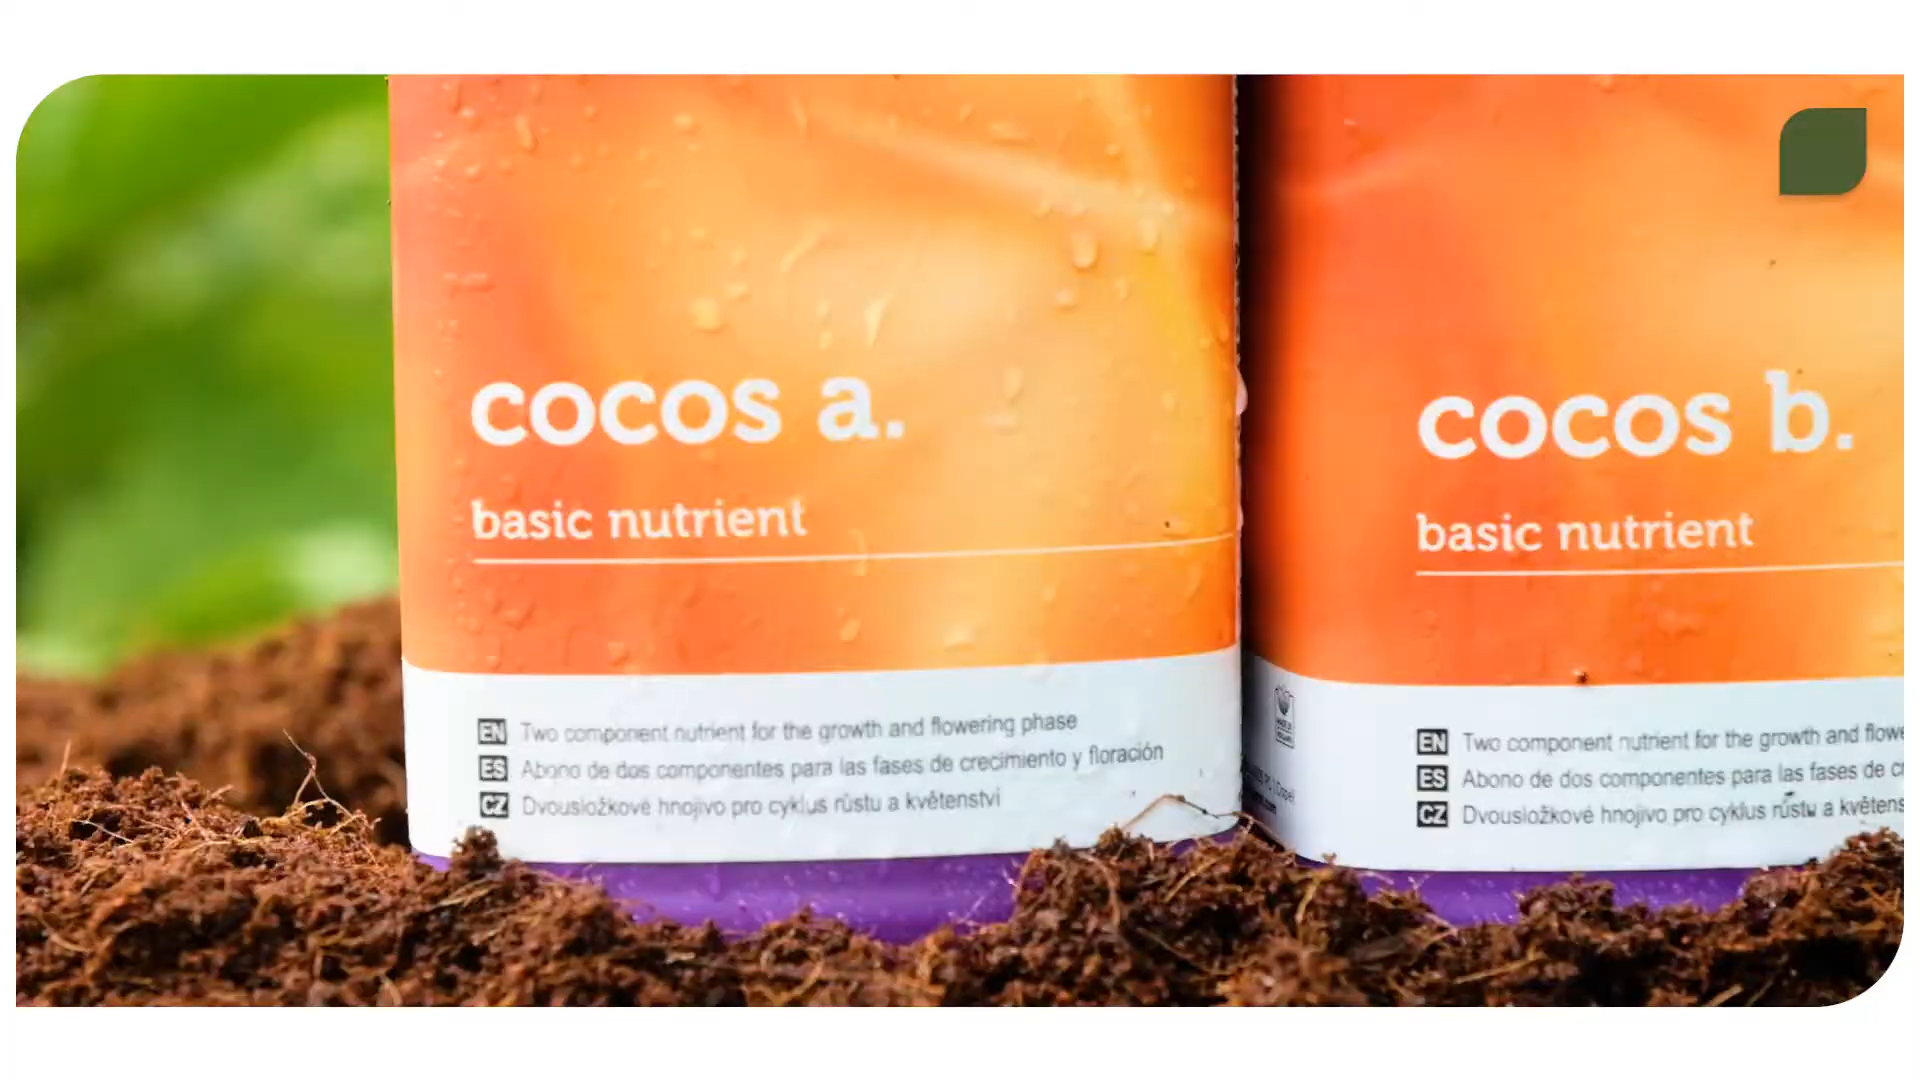 cocos a.
basic nutrient
EN Two component nutrient for the growth and flowering phase
ES Abono de dos componentes para las fases de crecimiento y floración
CZ Dvousložkové hnojivo pro cyklus růstu a květenství
cocos b.
basic nutrient
EN Two component nutrient for the growth and flowe
ES Abono de dos componentes para las fases de cr
CZ Dvousložkové hnojivo pro cyklus růstu a květens